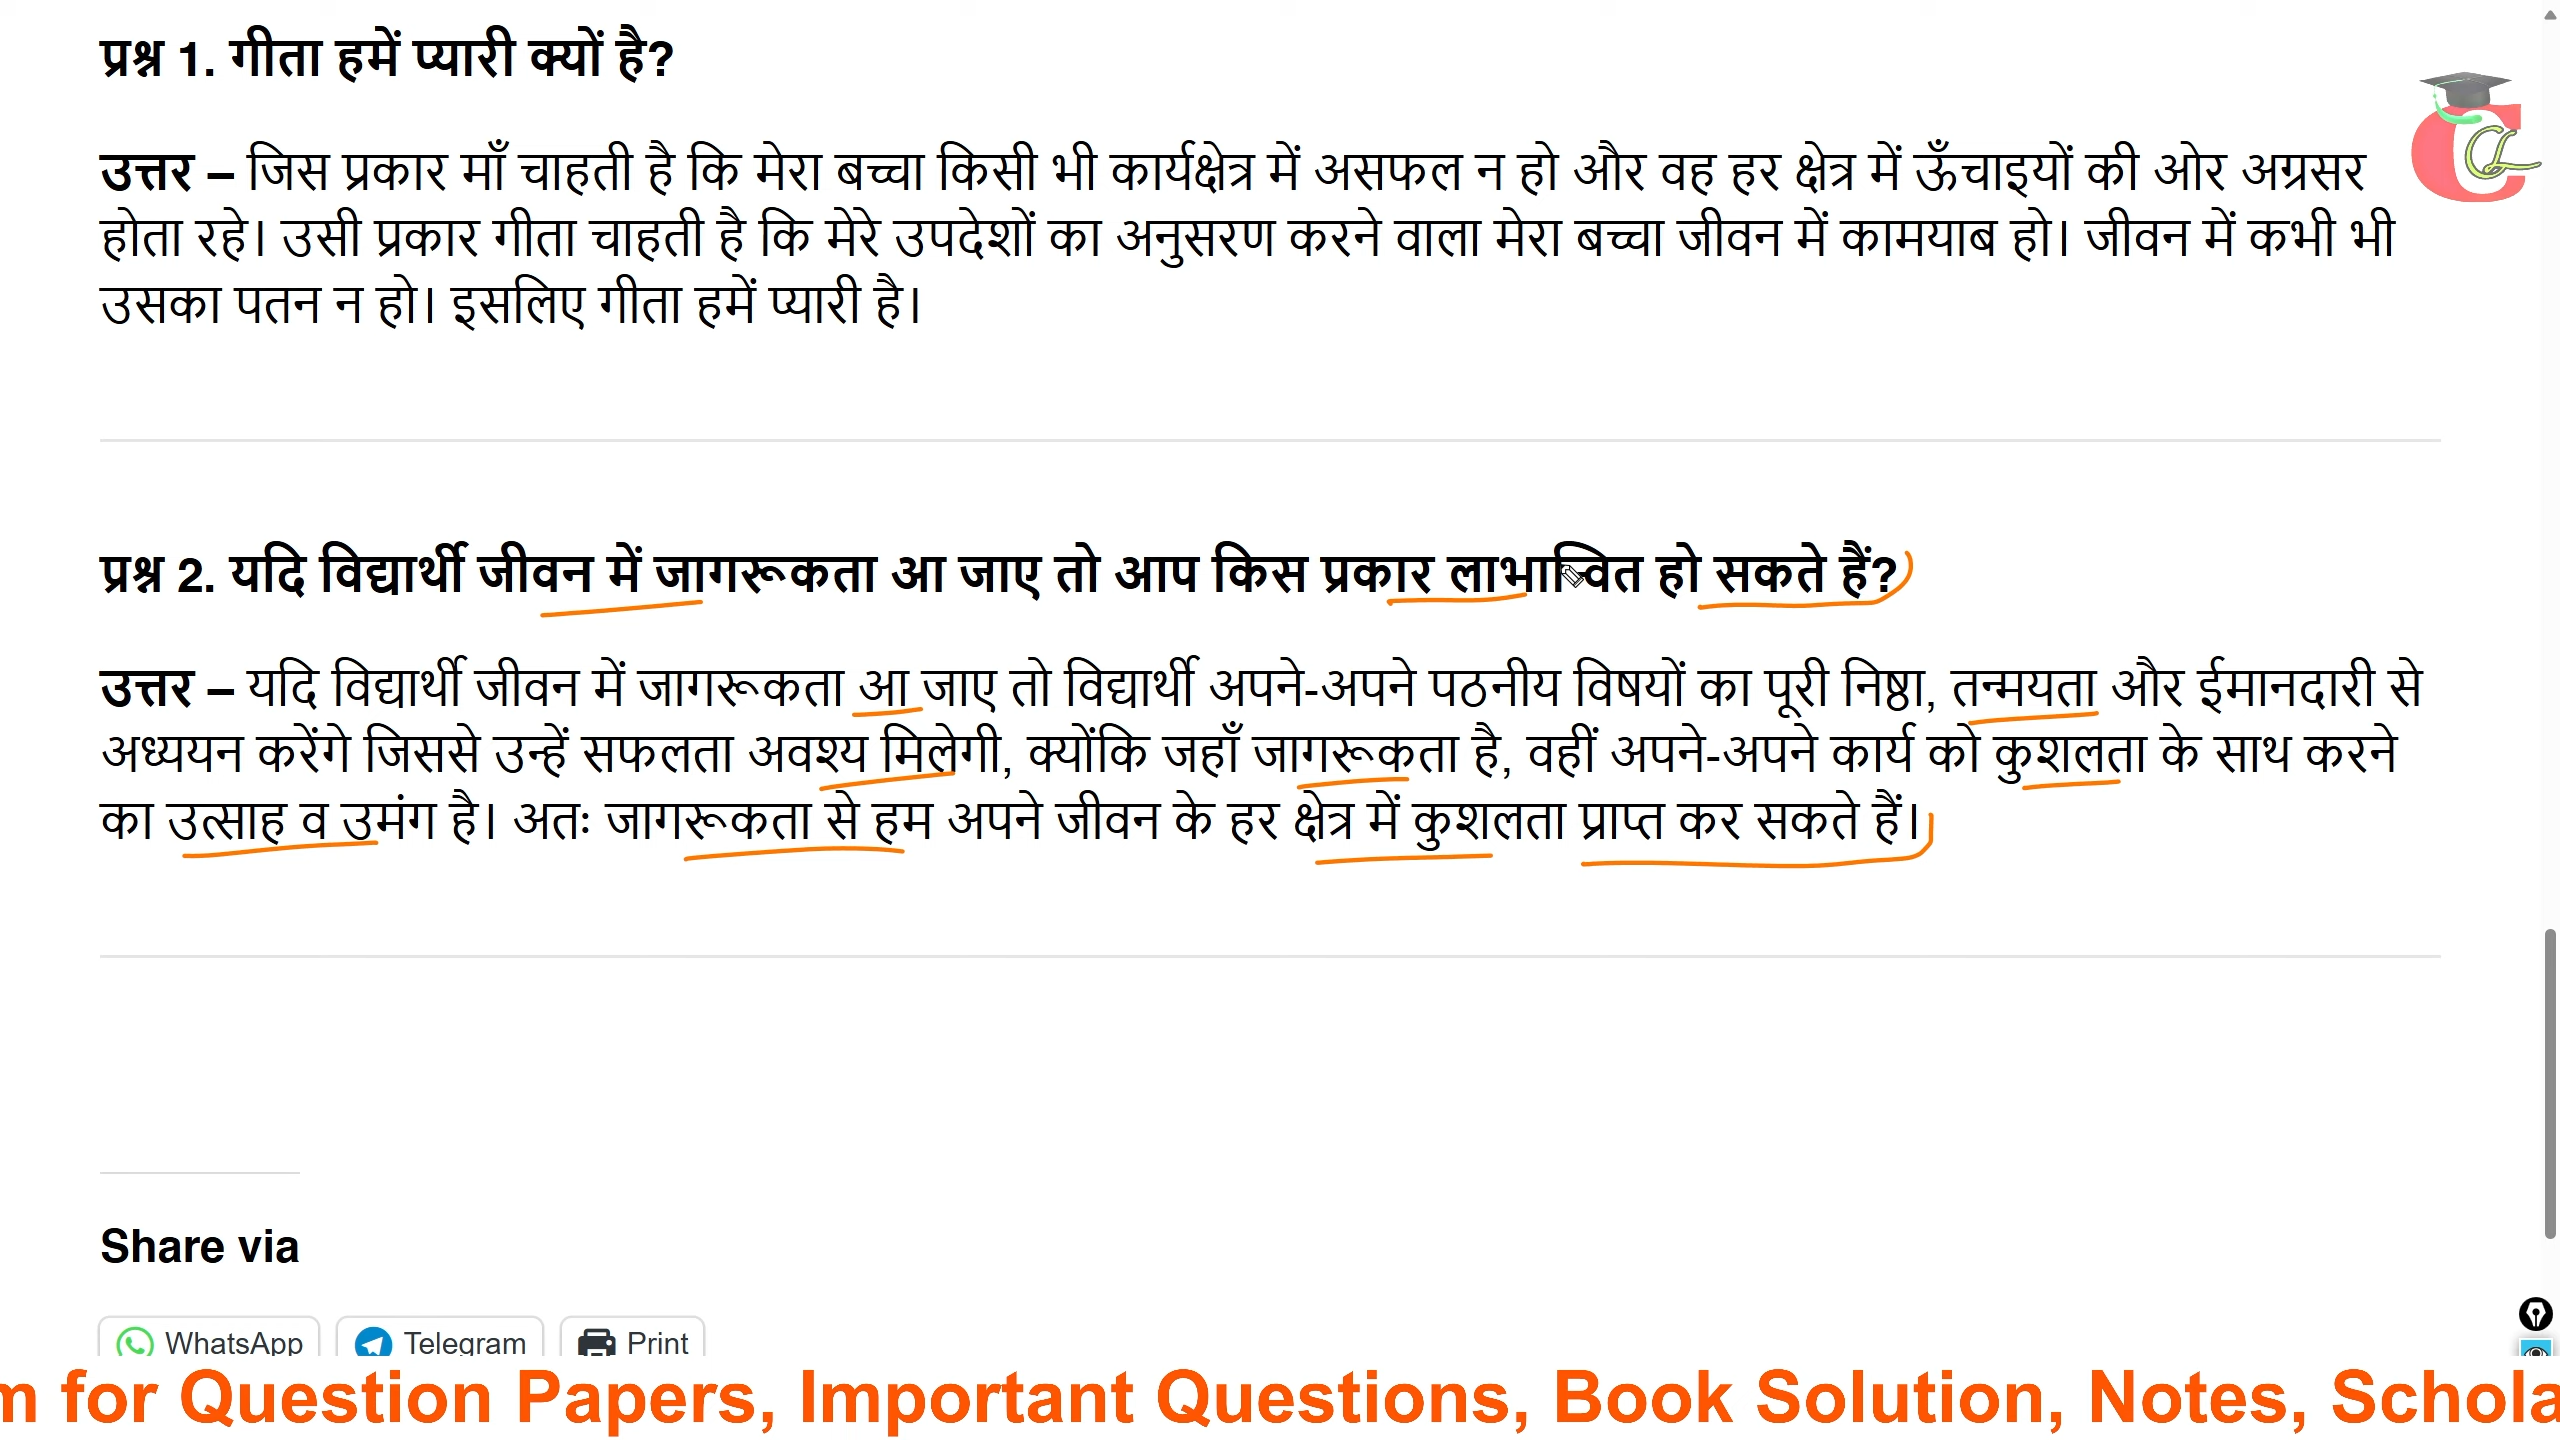 प्रश्न 1. गीता हमें प्यारी क्यों है?
उत्तर – जिस प्रकार माँ चाहती है कि मेरा बच्चा किसी भी कार्यक्षेत्र में असफल न हो और वह हर क्षेत्र में ऊँचाइयों की ओर अग्रसर
होता रहे। उसी प्रकार गीता चाहती है कि मेरे उपदेशों का अनुसरण करने वाला मेरा बच्चा जीवन में कामयाब हो। जीवन में कभी भी
उसका पतन न हो। इसलिए गीता हमें प्यारी है।
प्रश्न 2. यदि विद्यार्थी जीवन में जागरूकता आ जाए तो आप किस प्रकार लाभान्वित हो सकते हैं?
उत्तर – यदि विद्यार्थी जीवन में जागरूकता आ जाए तो विद्यार्थी अपने-अपने पठनीय विषयों का पूरी निष्ठा, तन्मयता और ईमानदारी से
अध्ययन करेंगे जिससे उन्हें सफलता अवश्य मिलेगी, क्योंकि जहाँ जागरूकता है, वहीं अपने-अपने कार्य को कुशलता के साथ करने
का उत्साह व उमंग है। अतः जागरूकता से हम अपने जीवन के हर क्षेत्र में कुशलता प्राप्त कर सकते हैं।
Share via
WhatsApp Telegram Print
m for Question Papers, Important Questions, Book Solution, Notes, Schola